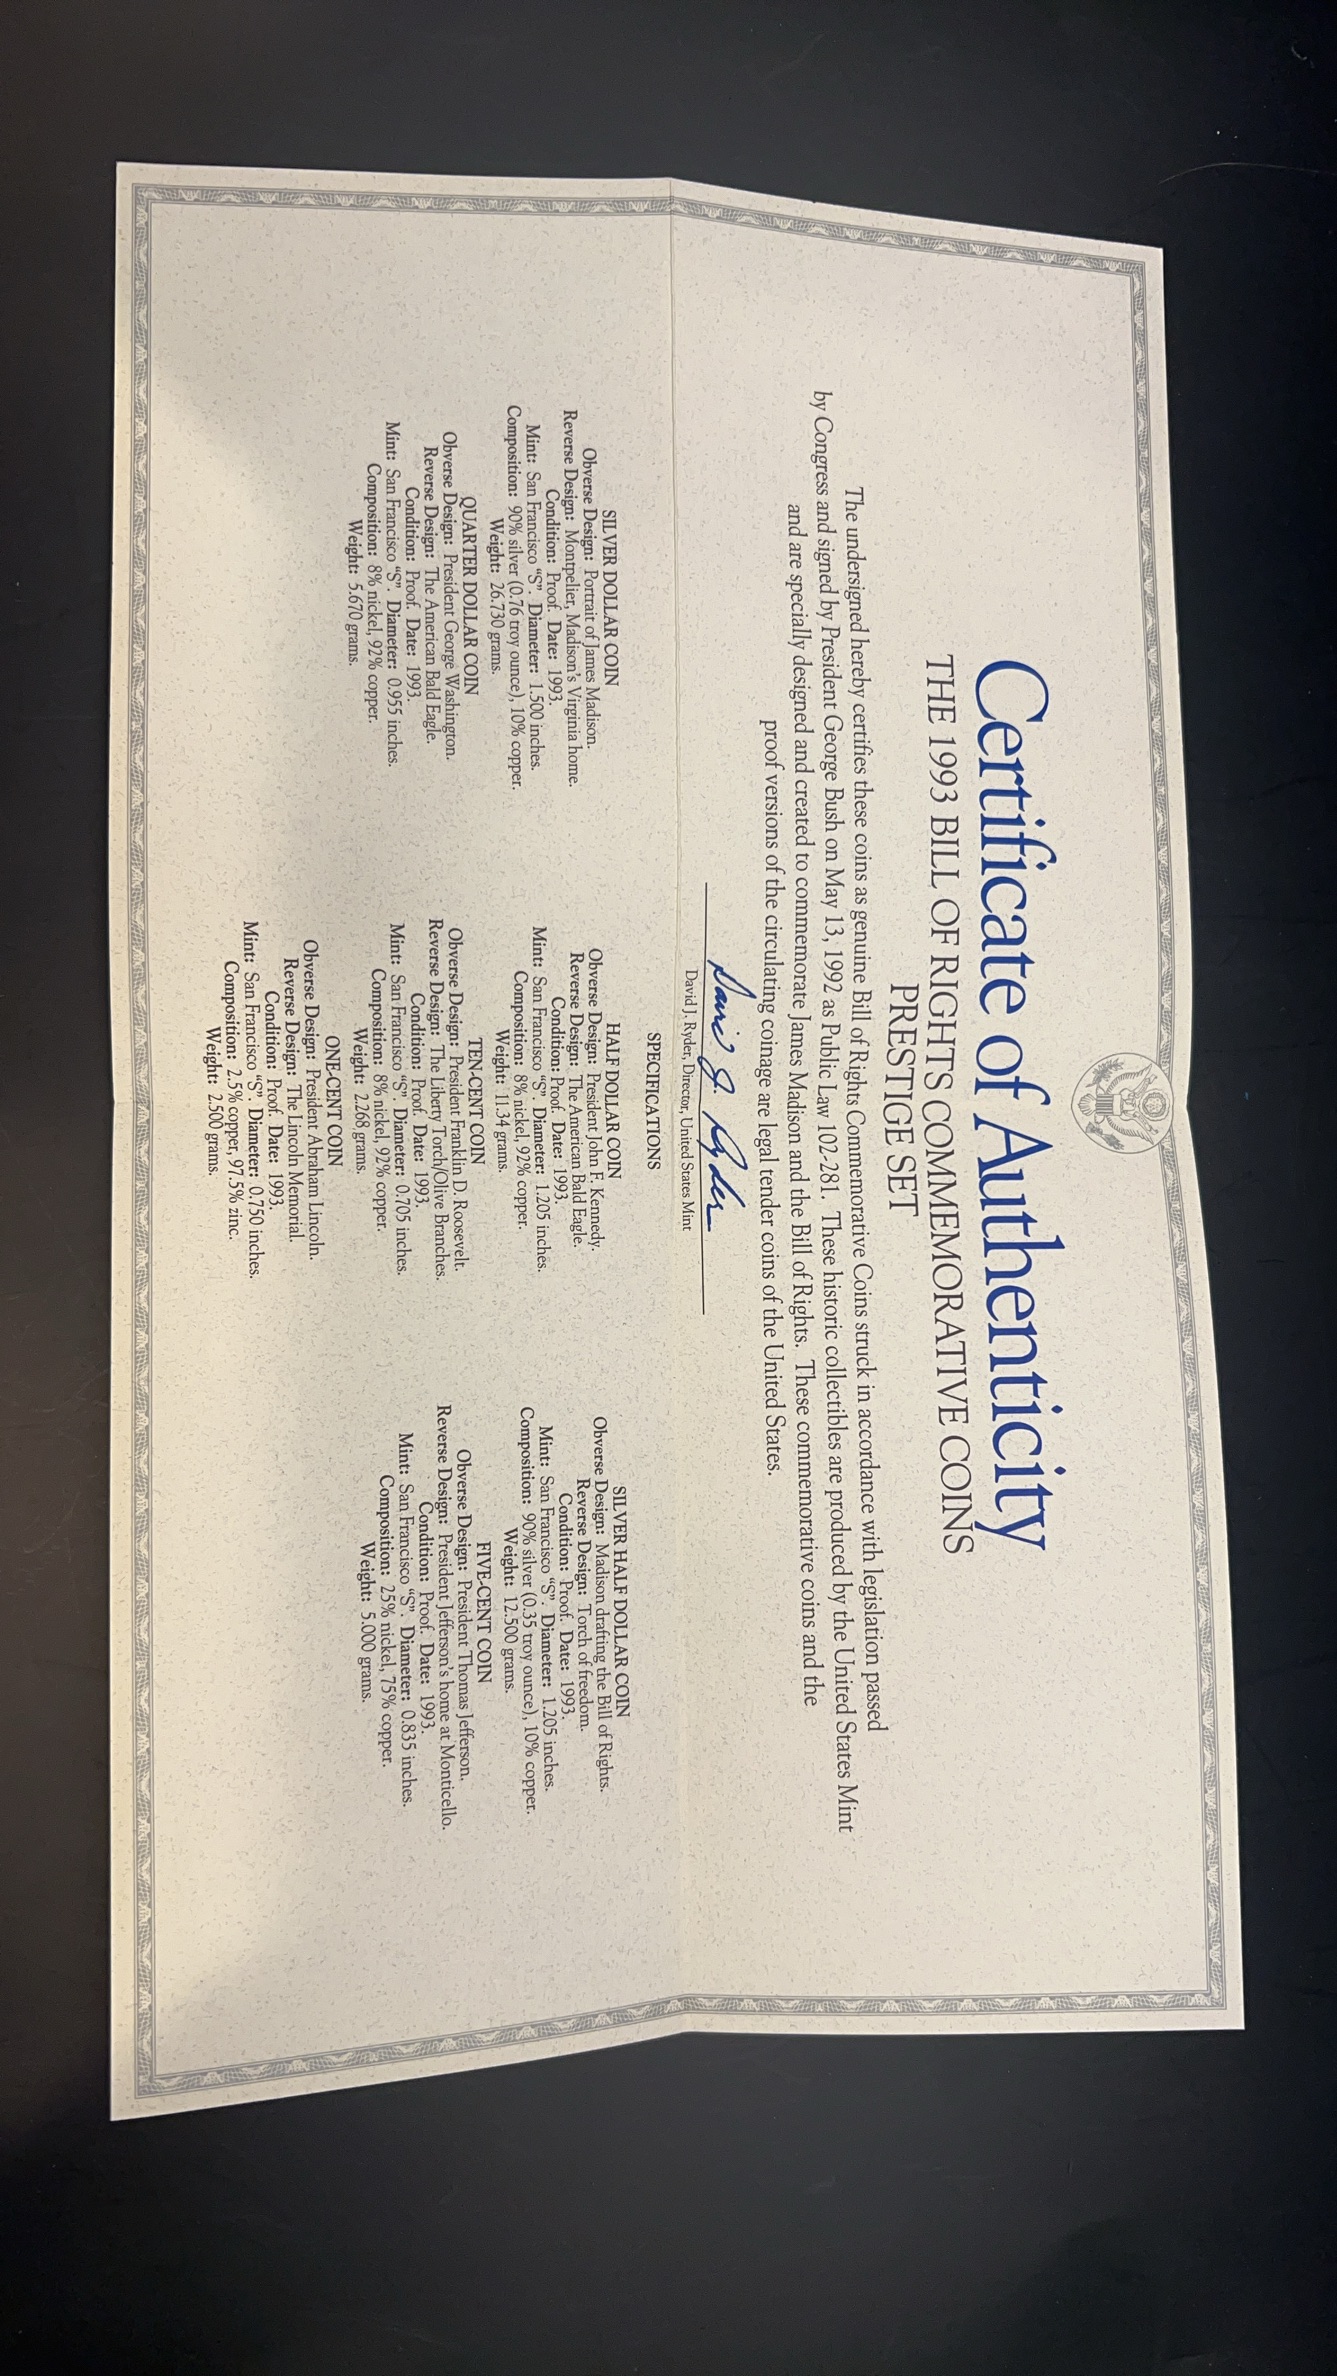 Certificate of Authenticity
THE 1993 BILL OF RIGHTS COMMEMORATIVE COINS
PRESTIGE SET
The undersigned hereby certifies these coins as genuine Bill of Rights Commemorative Coins struck in accordance with legislation passed
by Congress and signed by President George Bush on May 13, 1992 as Public Law 102-281. These historic collectibles are produced by the United States Mint
and are specially designed and created to commemorate James Madison and the Bill of Rights. These commemorative coins and the
proof versions of the circulating coinage are legal tender coins of the United States.
David J. Ryder
David J. Ryder, Director, United States Mint
SPECIFICATIONS
SILVER DOLLAR COIN
Obverse Design: Portrait of James Madison.
Reverse Design: Montpelier, Madison's Virginia home.
Condition: Proof. Date: 1993.
Mint: San Francisco "S". Diameter: 1.500 inches.
Composition: 90% silver (0.76 troy ounce), 10% copper.
Weight: 26.730 grams.
HALF DOLLAR COIN
Obverse Design: President John F. Kennedy.
Reverse Design: The American Bald Eagle.
Condition: Proof. Date: 1993.
Mint: San Francisco "S". Diameter: 1.205 inches.
Composition: 8% nickel, 92% copper.
Weight: 11.34 grams.
SILVER HALF DOLLAR COIN
Obverse Design: Madison drafting the Bill of Rights.
Reverse Design: Torch of freedom.
Condition: Proof. Date: 1993.
Mint: San Francisco "S". Diameter: 1.205 inches.
Composition: 90% silver (0.35 troy ounce), 10% copper.
Weight: 12.500 grams.
QUARTER DOLLAR COIN
Obverse Design: President George Washington.
Reverse Design: The American Bald Eagle.
Condition: Proof. Date: 1993.
Mint: San Francisco "S". Diameter: 0.955 inches.
Composition: 8% nickel, 92% copper.
Weight: 5.670 grams.
TEN-CENT COIN
Obverse Design: President Franklin D. Roosevelt.
Reverse Design: The Liberty Torch/Olive Branches.
Condition: Proof. Date: 1993.
Mint: San Francisco "S". Diameter: 0.705 inches.
Composition: 8% nickel, 92% copper.
Weight: 2.268 grams.
FIVE-CENT COIN
Obverse Design: President Thomas Jefferson.
Reverse Design: President Jefferson's home at Monticello.
Condition: Proof. Date: 1993.
Mint: San Francisco "S". Diameter: 0.835 inches.
Composition: 25% nickel, 75% copper.
Weight: 5.000 grams.
ONE-CENT COIN
Obverse Design: President Abraham Lincoln.
Reverse Design: The Lincoln Memorial.
Condition: Proof. Date: 1993.
Mint: San Francisco "S". Diameter: 0.750 inches.
Composition: 2.5% copper, 97.5% zinc.
Weight: 2.500 grams.